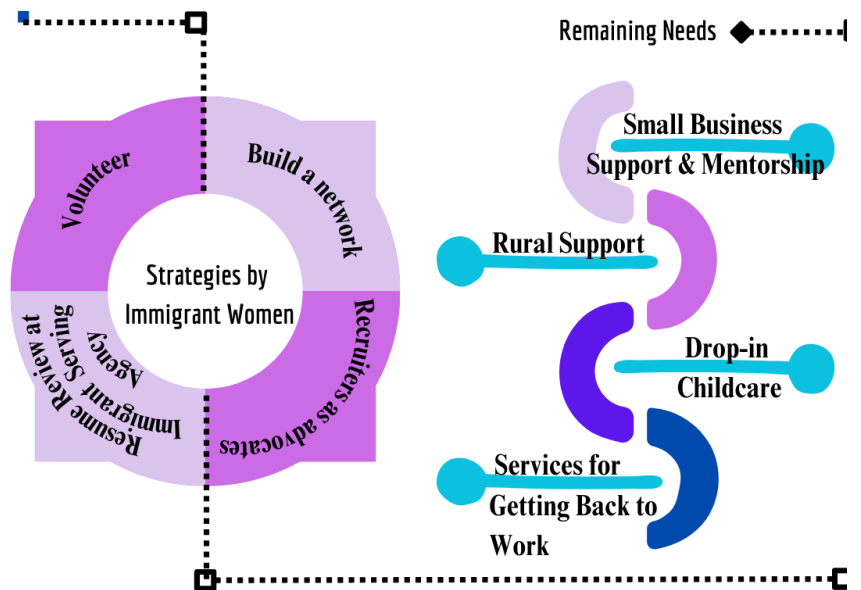 Remaining Needs
Volunteer
Build a network
Strategies by
Immigrant Women
Resume Review at
Immigrant Serving
Agency
Recruiters as advocates
Small Business
Support & Mentorship
Rural Support
Drop-in
Childcare
Services for
Getting Back to
Work